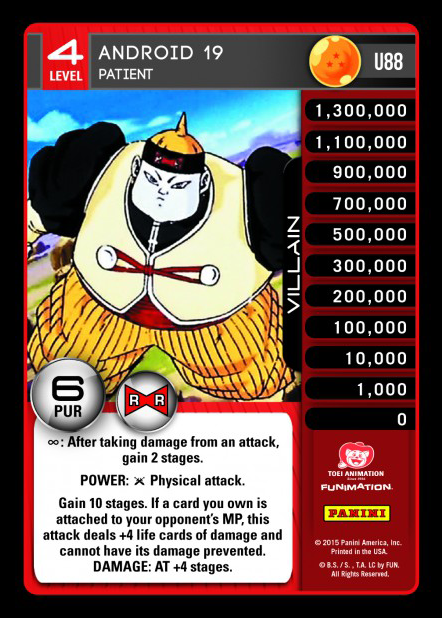 4
LEVEL
ANDROID 19
PATIENT
U88
1,300,000
1,100,000
900,000
700,000
500,000
300,000
200,000
100,000
10,000
1,000
0
VILLAIN
6
PUR
R R
∞: After taking damage from an attack,
gain 2 stages.
POWER: Physical attack.
Gain 10 stages. If a card you own is
attached to your opponent's MP, this
attack deals +4 life cards of damage and
cannot have its damage prevented.
DAMAGE: AT +4 stages.
TOEI ANIMATION
Since 1956
FUNIMATION.
PANINI
© 2015 Panini America, Inc.
Printed in the USA.
© B.S./ S. , T.A. LC by FUN.
All Rights Reserved.